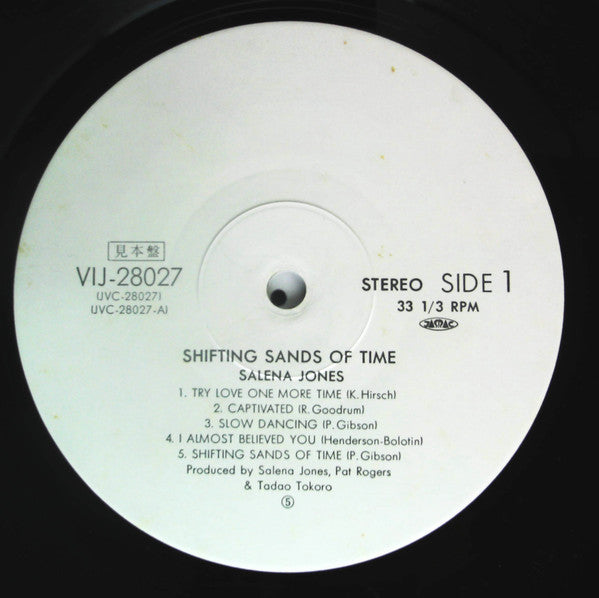 見本盤
VIJ-28027
(JVC-28027)
(JVC-28027-A)
STEREO SIDE 1
33 1/3 RPM
JASRAC
SHIFTING SANDS OF TIME
SALENA JONES
1. TRY LOVE ONE MORE TIME (K. Hirsch)
2. CAPTIVATED (R. Goodrum)
3. SLOW DANCING (P. Gibson)
4. I ALMOST BELIEVED YOU (Henderson-Bolotin)
5. SHIFTING SANDS OF TIME (P. Gibson)
Produced by Salena Jones, Pat Rogers
& Tadao Tokoro
⑤